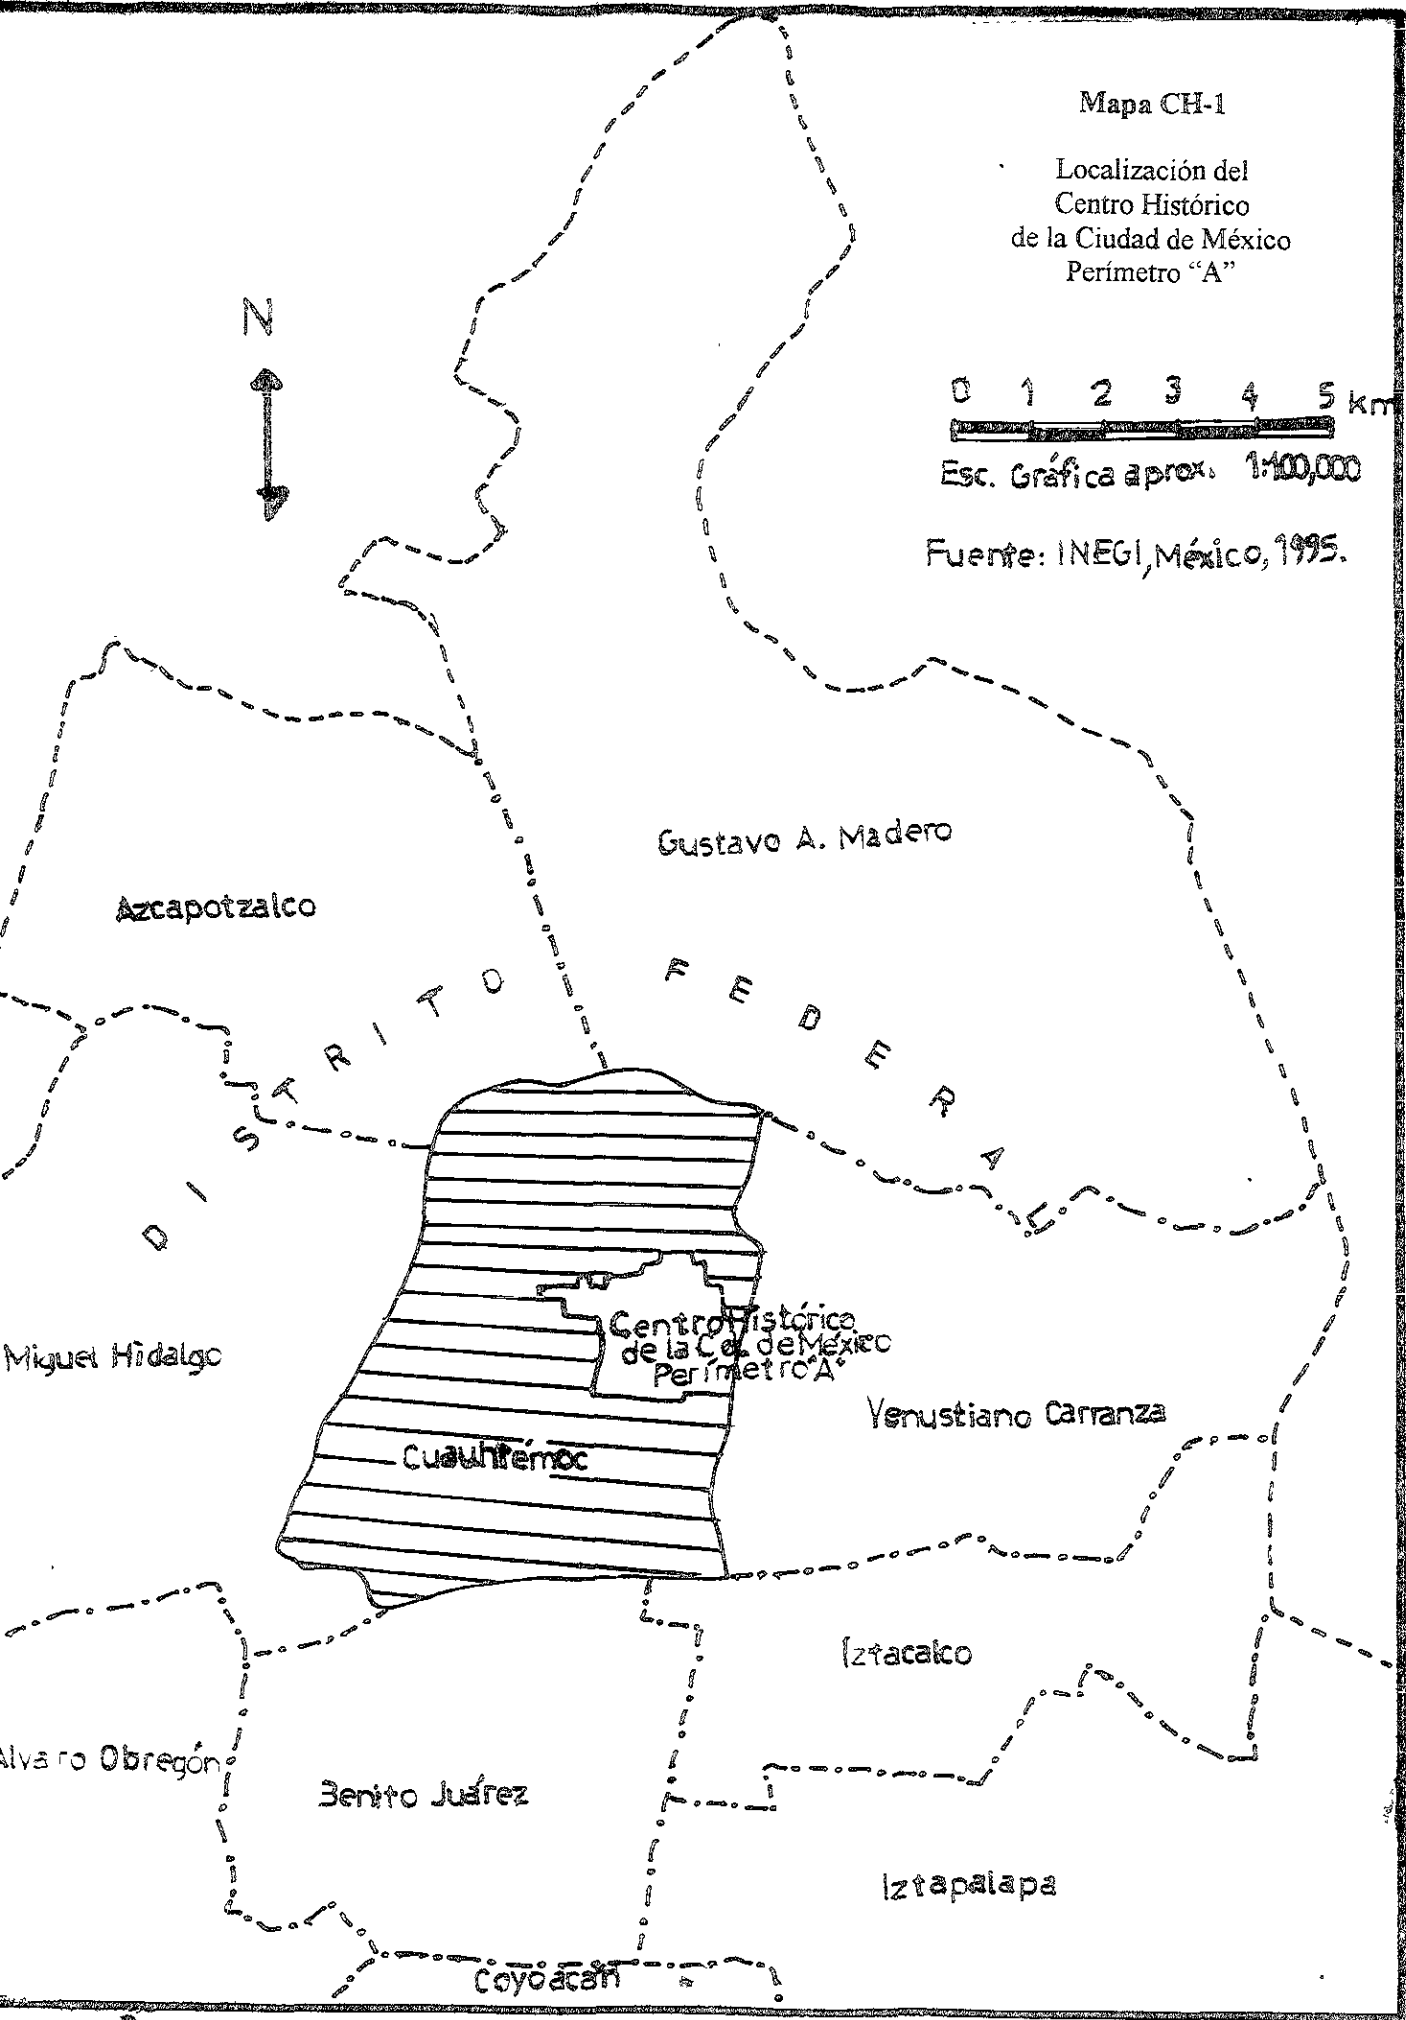 Mapa CH-1
Localización del
Centro Histórico
de la Ciudad de México
Perímetro “A”
N
0 1 2 3 4 5 km
Esc. Gráfica aprox. 1:100,000
Fuente: INEGI, México, 1995.
Gustavo A. Madero
Azcapotzalco
DISTRITO FEDERAL
Centro Histórico
de la Cd. de México
Perímetro "A"
Miguel Hidalgo
Venustiano Carranza
Cuauhtémoc
Iztacalco
Alvaro Obregón
Benito Juárez
Iztapalapa
Coyoacán